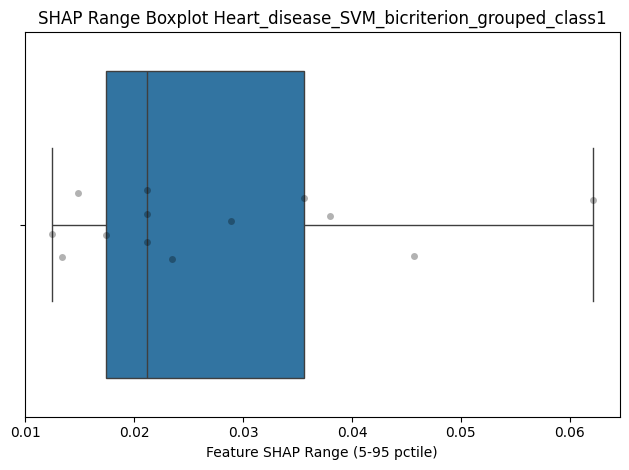 SHAP Range Boxplot Heart_disease_SVM_bicriterion_grouped_class1
0.01 0.02 0.03 0.04 0.05 0.06
Feature SHAP Range (5-95 pctile)